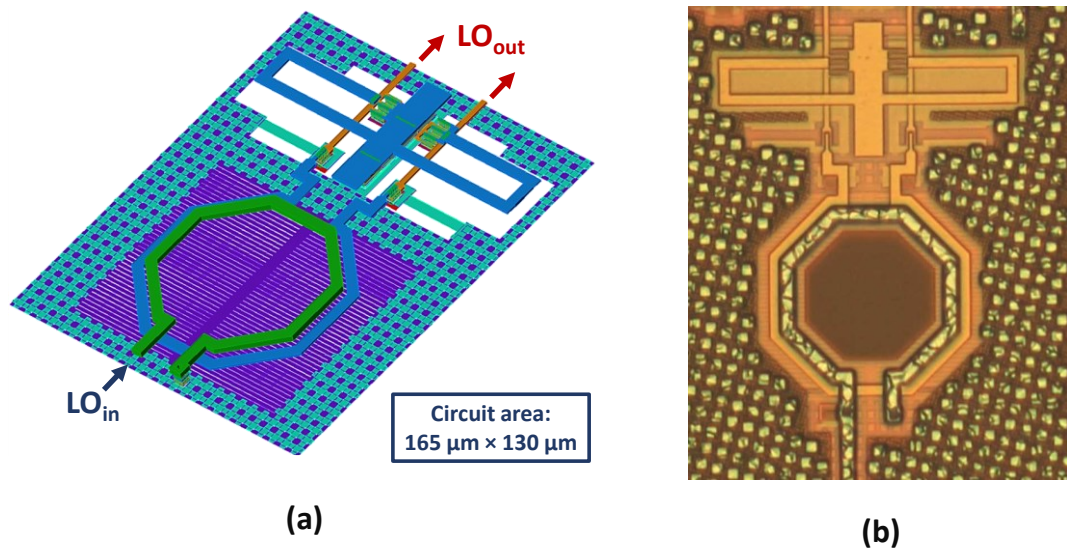 LOout
LOin
Circuit area:
165 μm × 130 μm
(a)
(b)